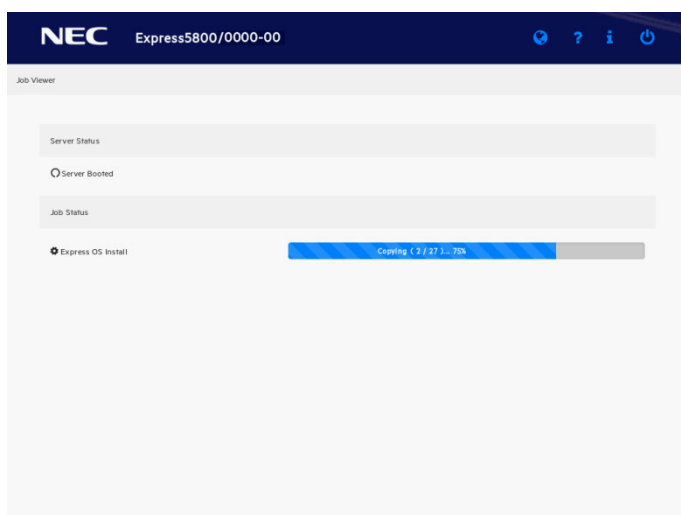 NEC Express5800/0000-00 ? i
Job Viewer
Server Status
Server Booted
Job Status
Express OS Install Copying ( 2 / 27 )... 75%